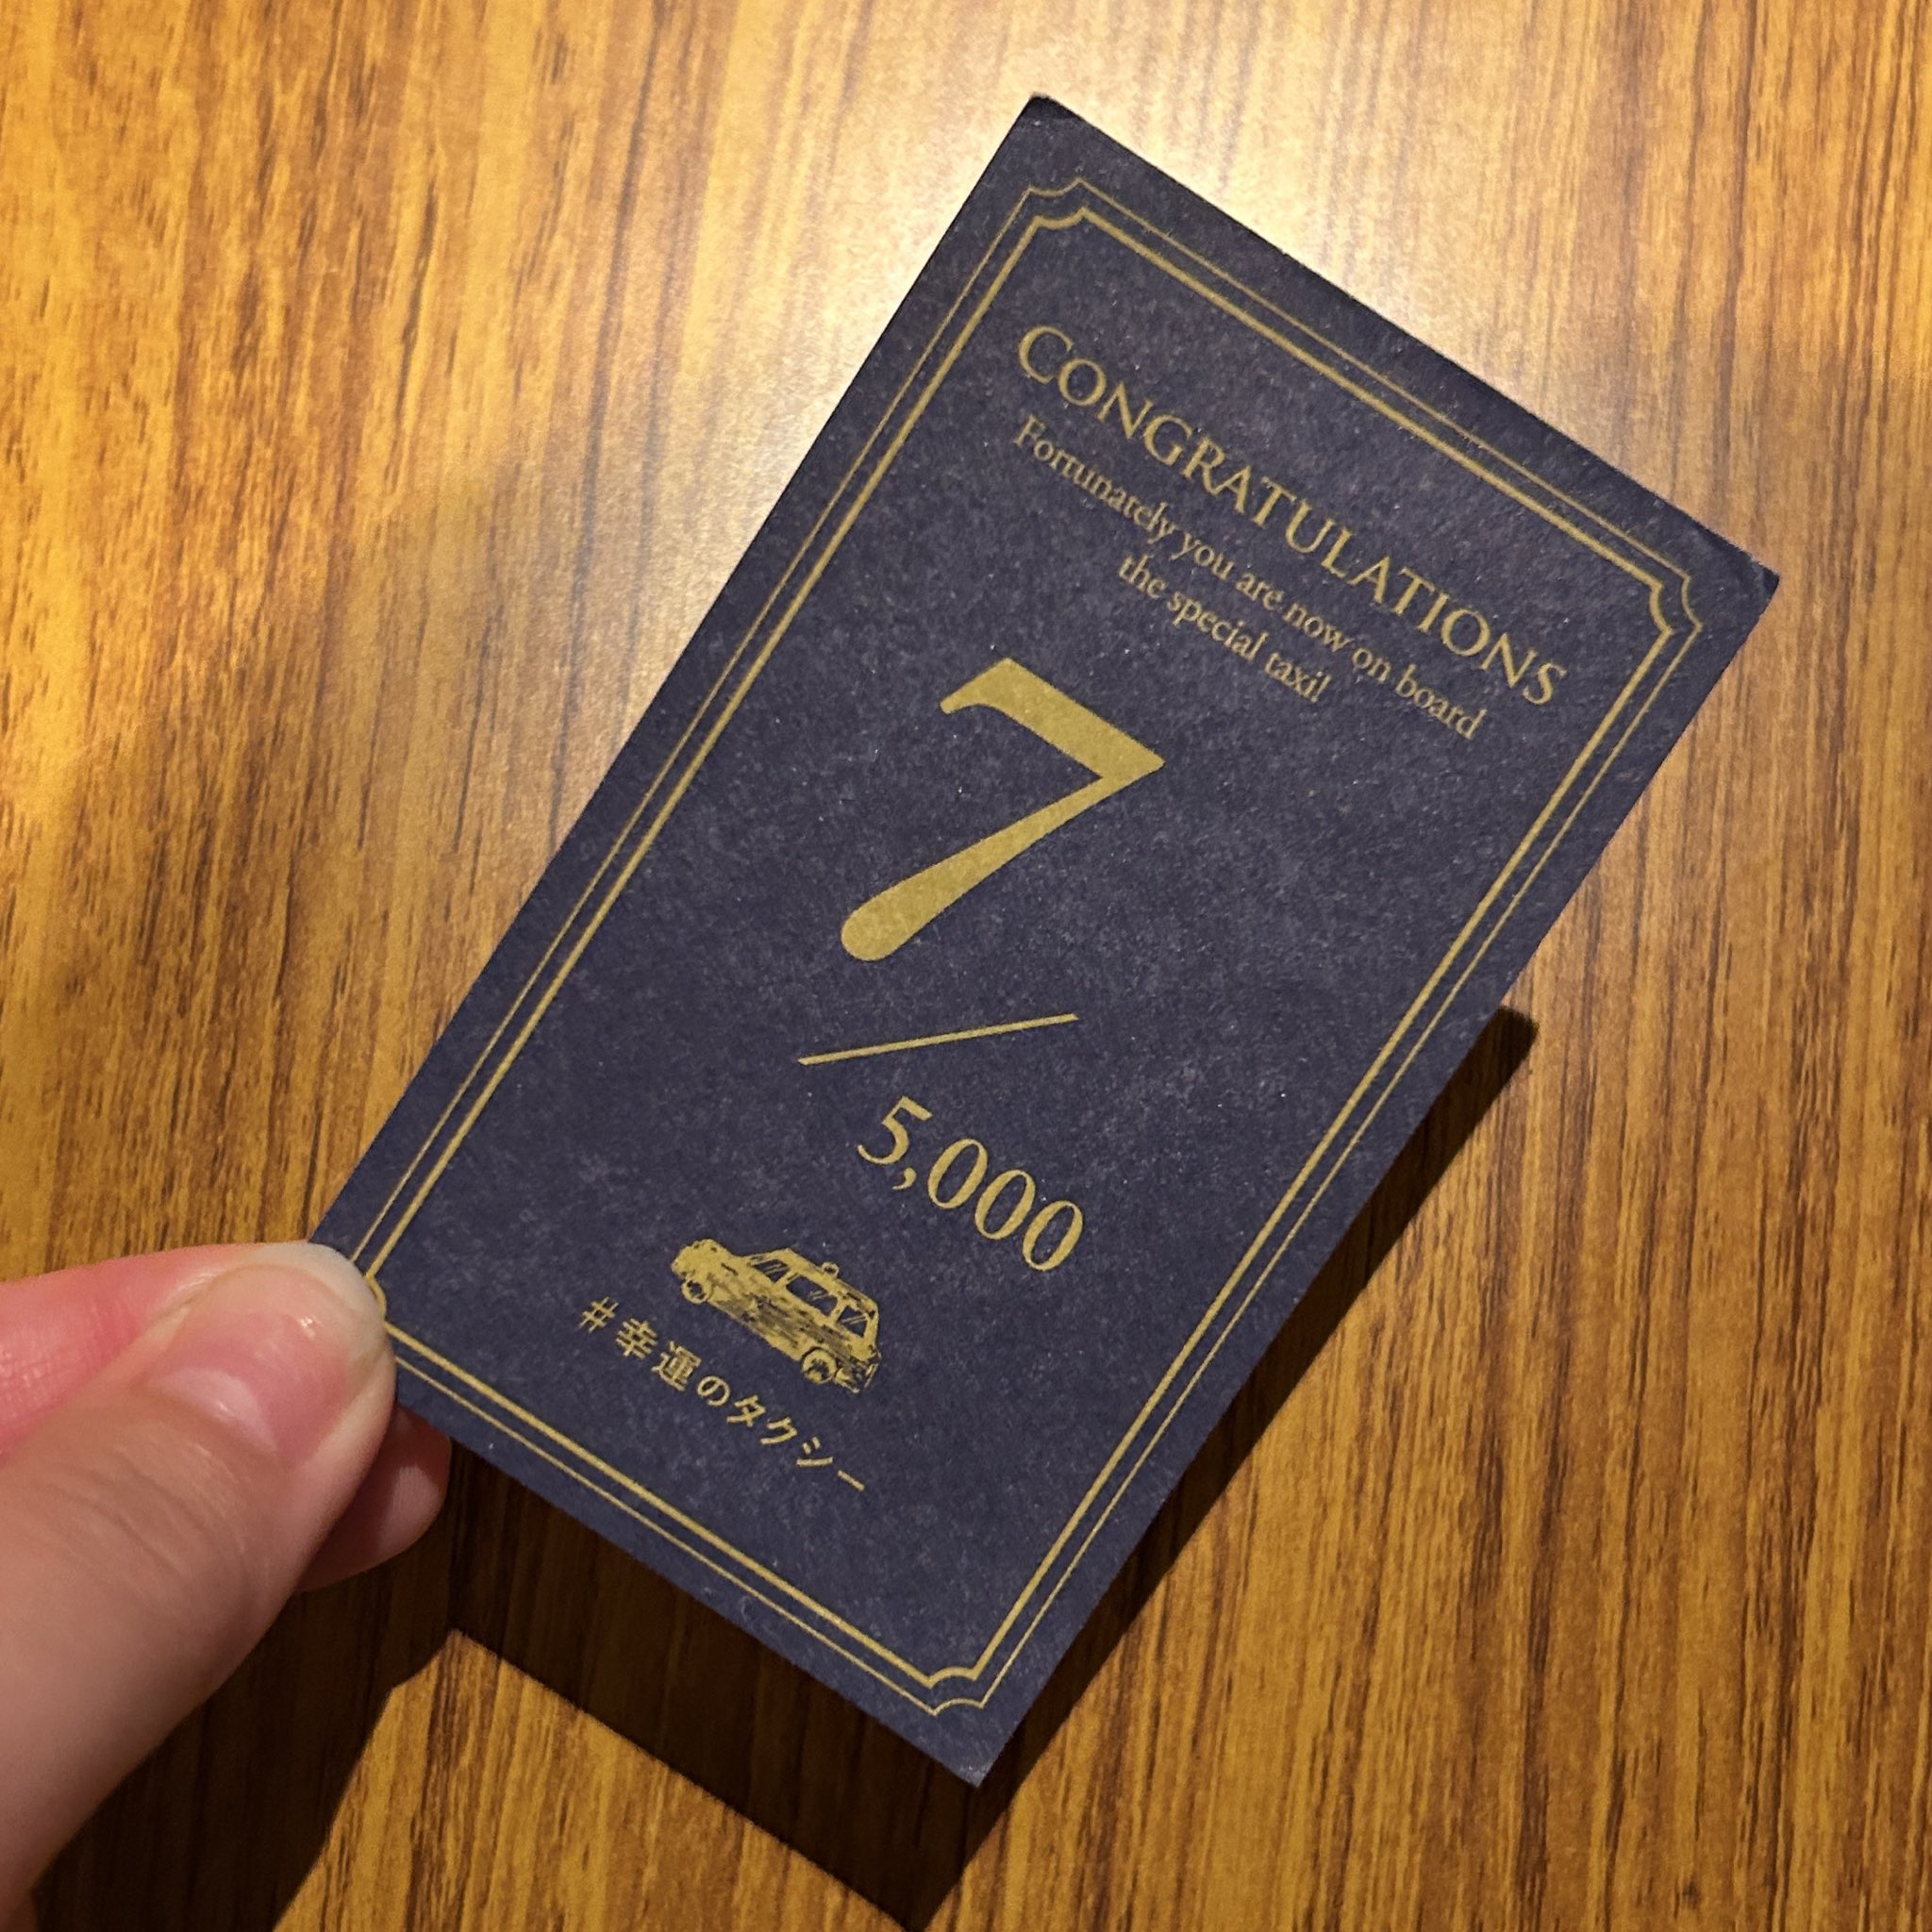 CONGRATULATIONS
Fortunately you are now on board
the special taxi!
7
/
5,000
#幸運のタクシー